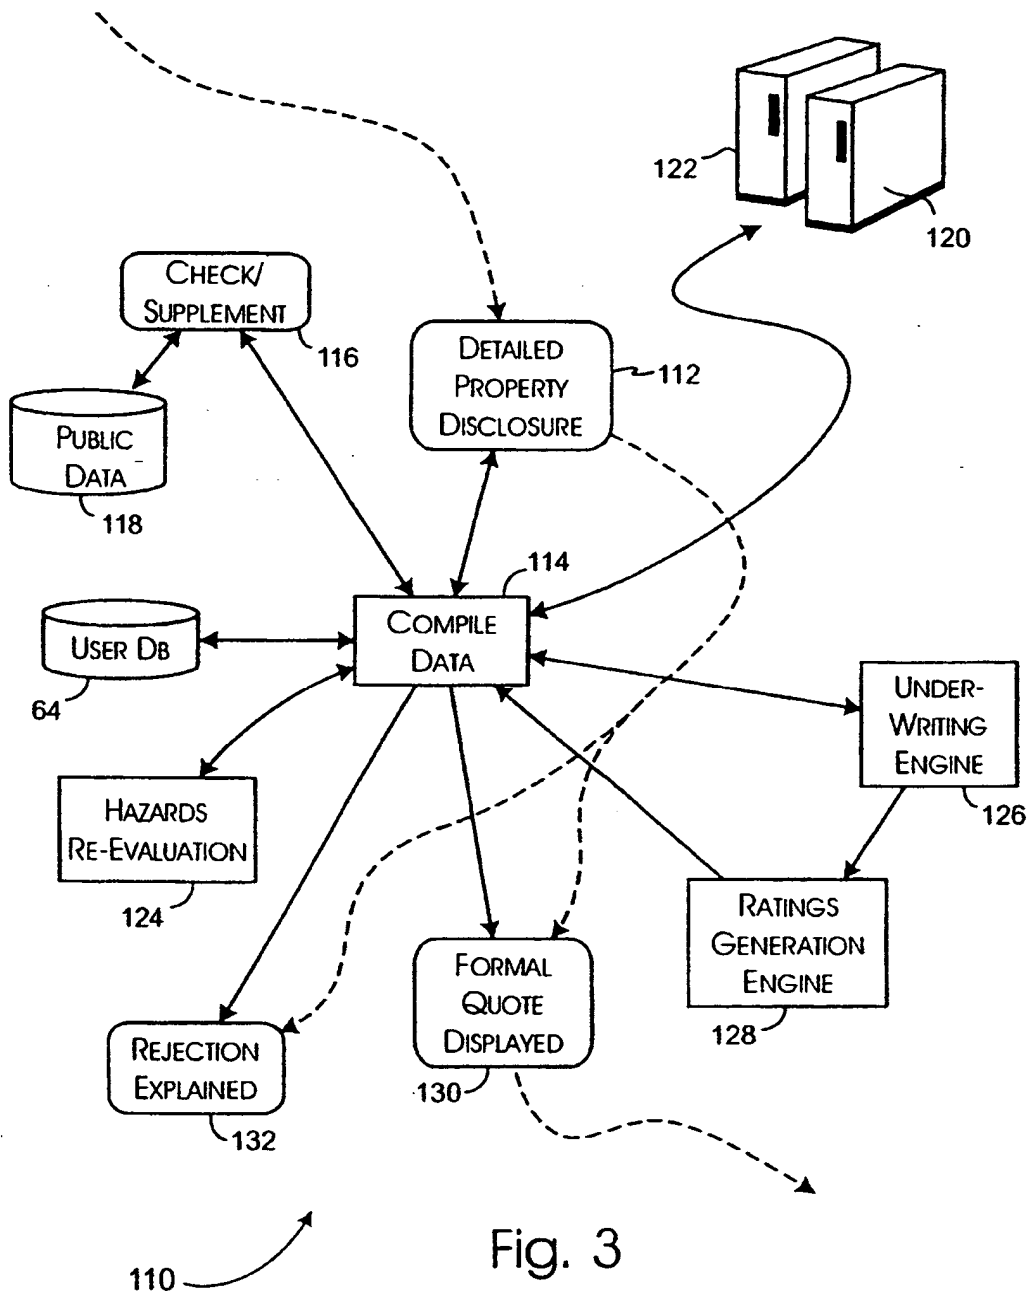 122
120
CHECK/
SUPPLEMENT
116
DETAILED
PROPERTY
DISCLOSURE
112
PUBLIC
DATA
118
114
COMPILE
DATA
USER DB
64
UNDER-
WRITING
ENGINE
126
HAZARDS
RE-EVALUATION
124
RATINGS
GENERATION
ENGINE
128
FORMAL
QUOTE
DISPLAYED
130
REJECTION
EXPLAINED
132
110
Fig. 3